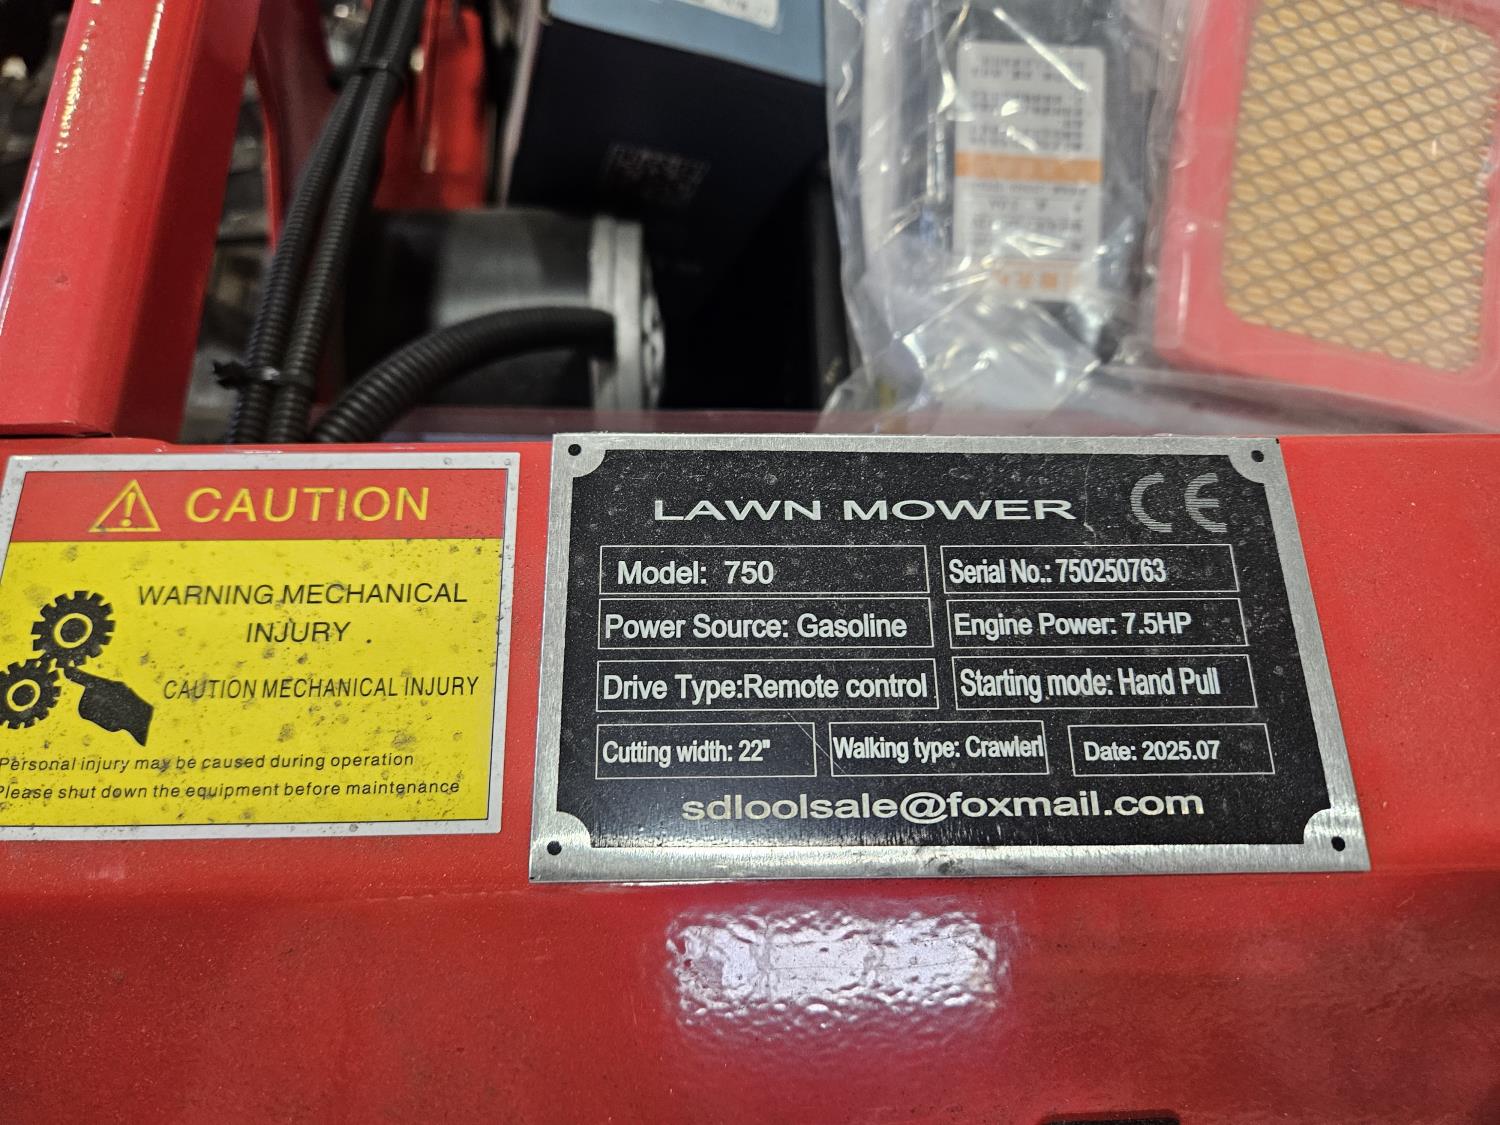 CAUTION
WARNING MECHANICAL
INJURY .
CAUTION MECHANICAL INJURY
Personal injury may be caused during operation
Please shut down the equipment before maintenance
LAWN MOWER CE
Model: 750
Serial No.: 750250763
Power Source: Gasoline
Engine Power: 7.5HP
Drive Type:Remote control
Starting mode: Hand Pull
Cutting width: 22"
Walking type: Crawlerl
Date: 2025.07
sdloolsale@foxmail.com